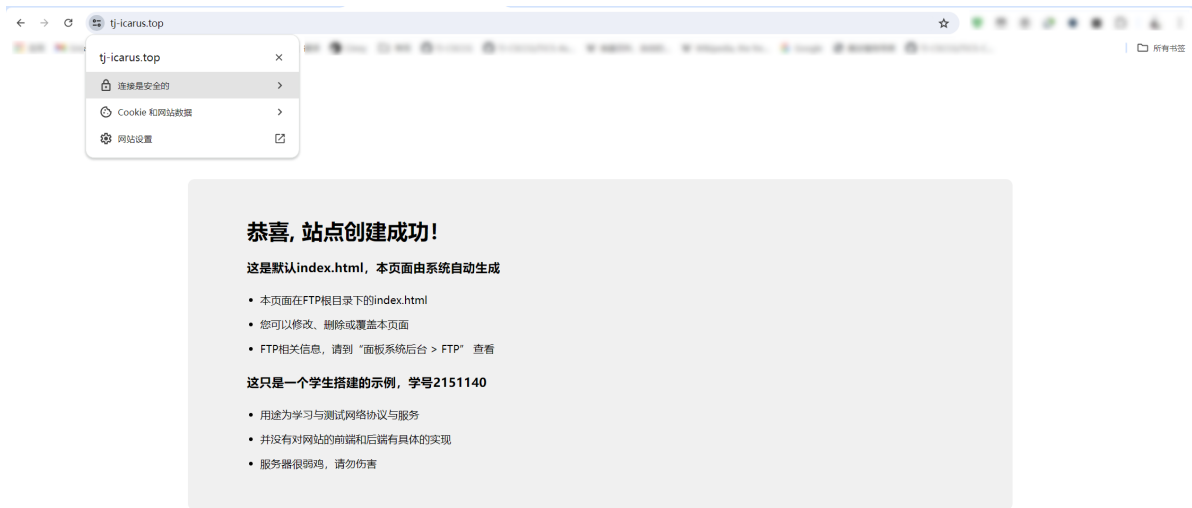 tj-icarus.top
所有书签
tj-icarus.top
连接是安全的
Cookie 和网站数据
网站设置
恭喜, 站点创建成功！
这是默认index.html，本页面由系统自动生成
本页面在FTP根目录下的index.html
您可以修改、删除或覆盖本页面
FTP相关信息，请到“面板系统后台 > FTP” 查看
这只是一个学生搭建的示例，学号2151140
用途为学习与测试网络协议与服务
并没有对网站的前端和后端有具体的实现
服务器很弱鸡，请勿伤害